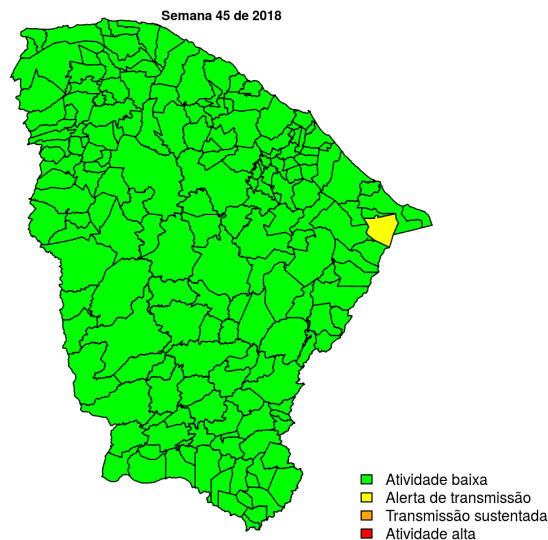 Semana 45 de 2018
Atividade baixa
Alerta de transmissão
Transmissão sustentada
Atividade alta